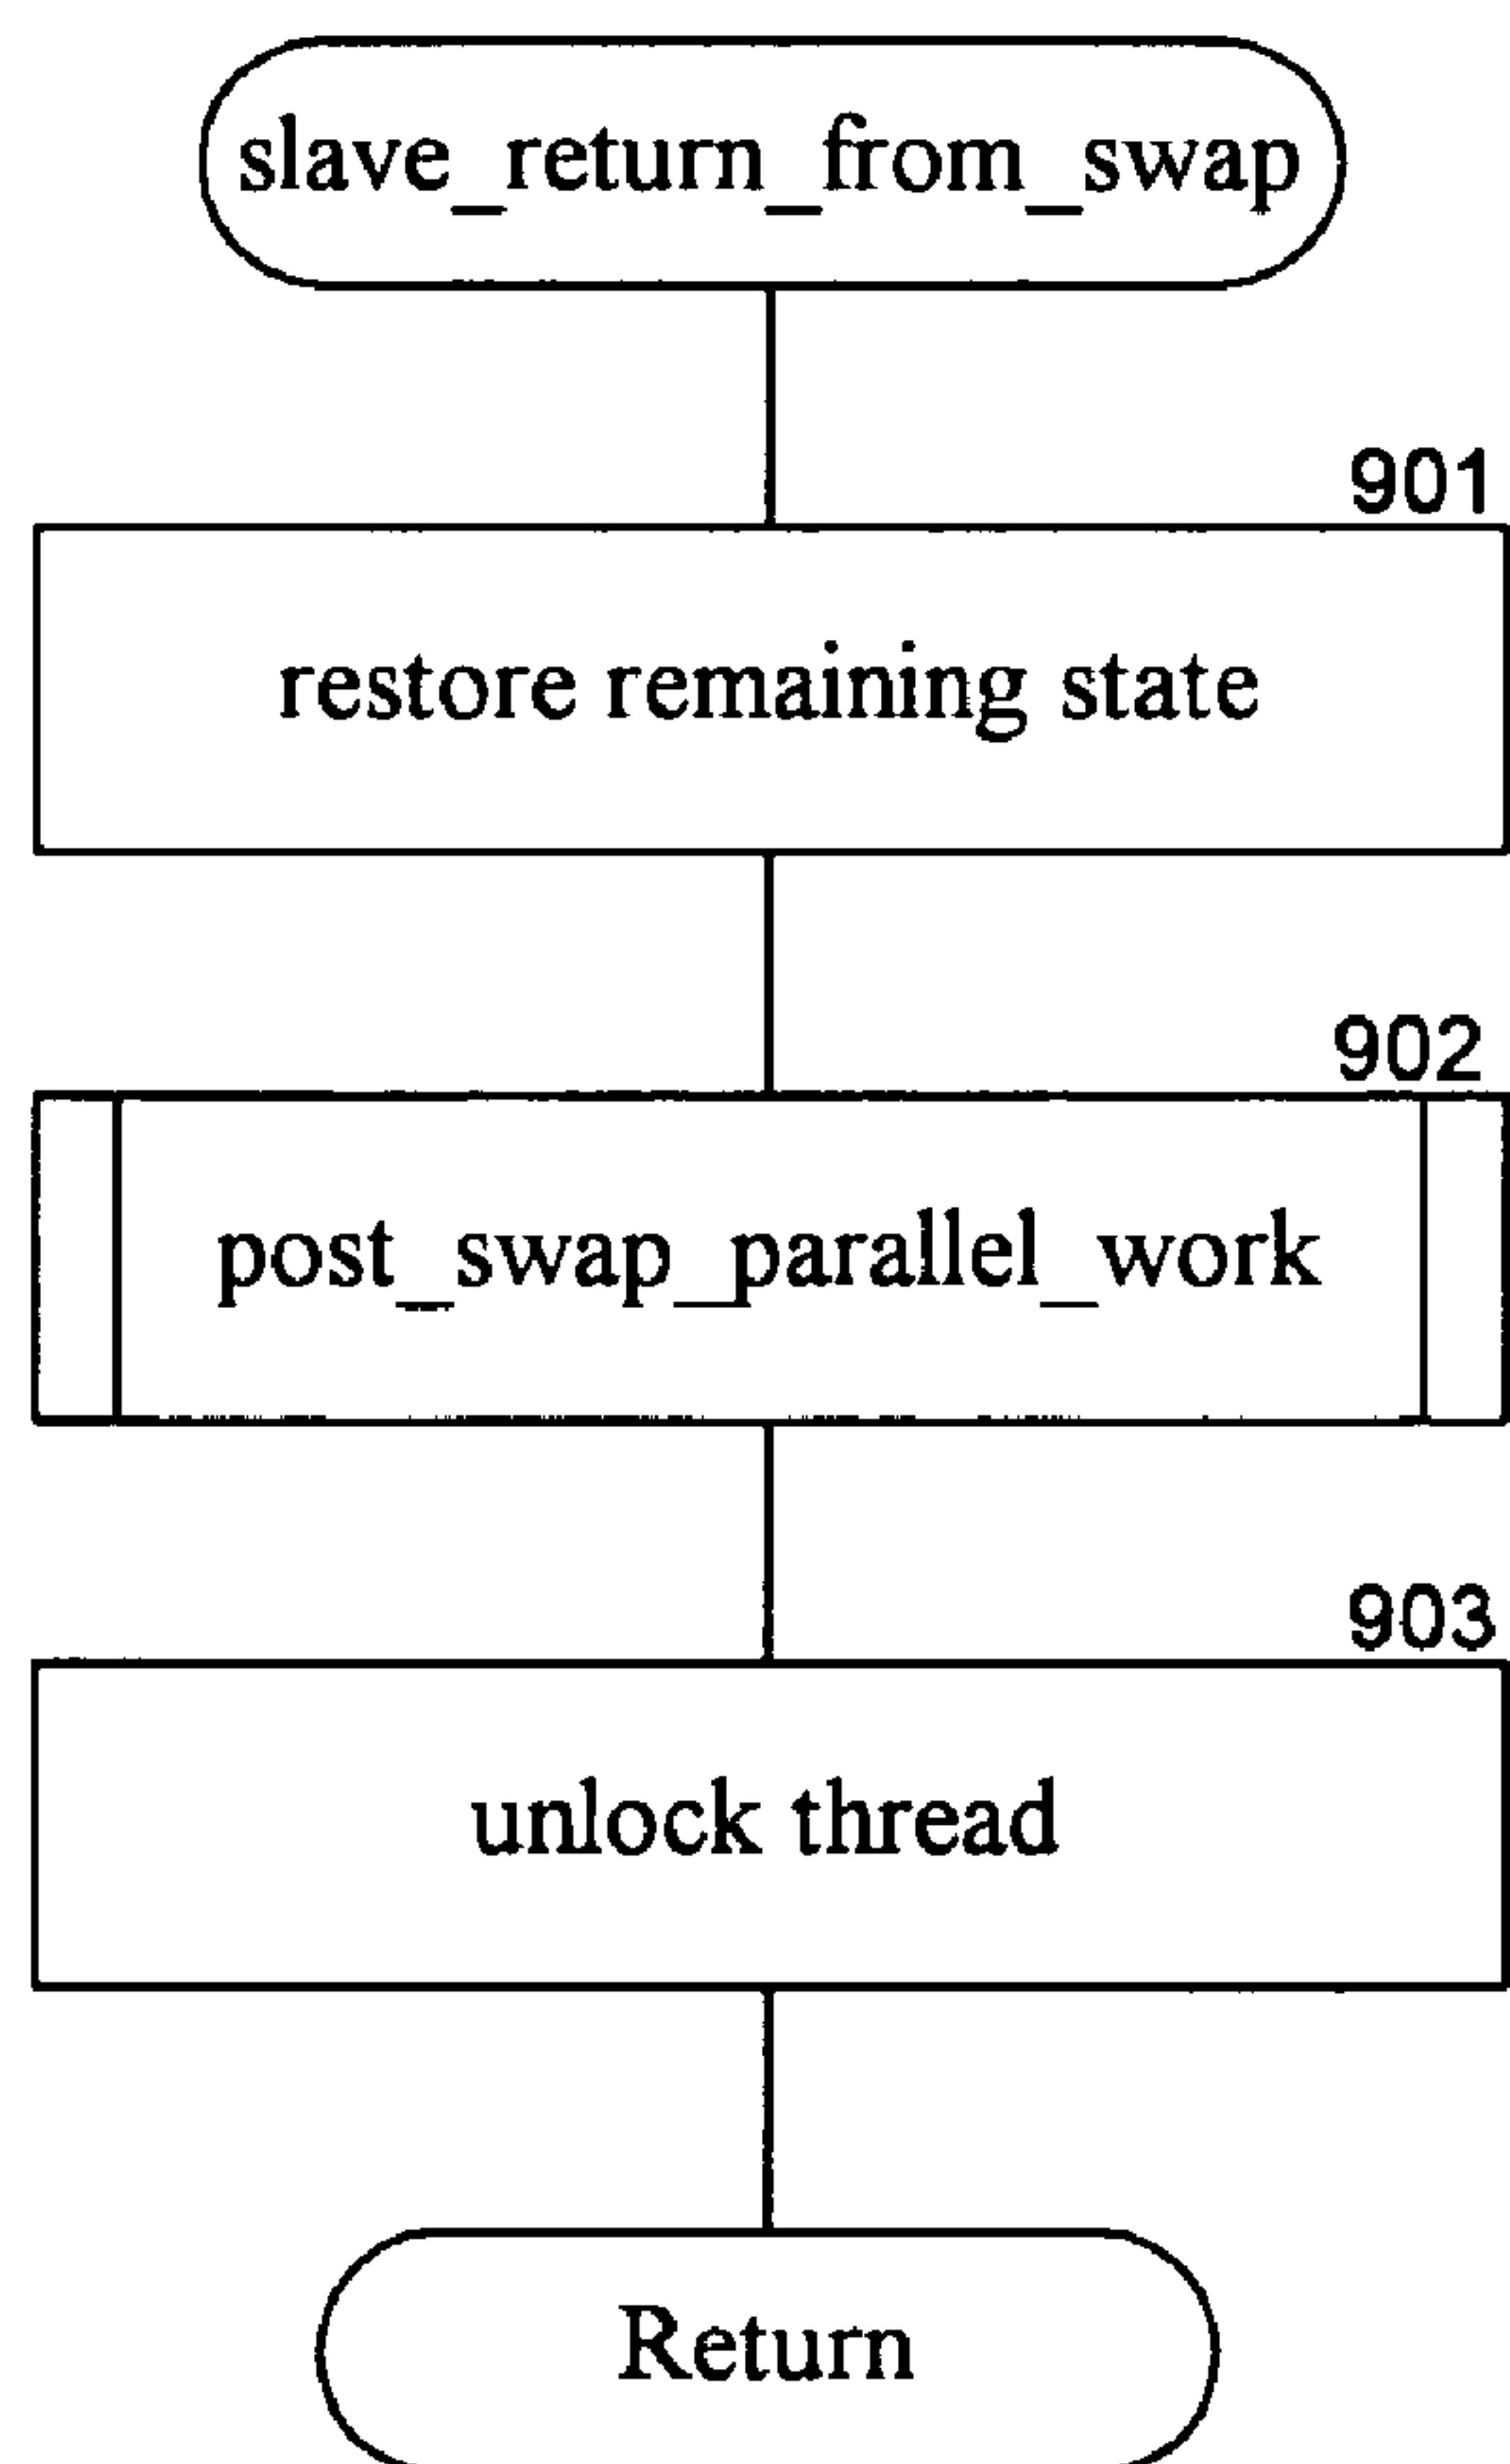 slave_return_from_swap
901
restore remaining state
902
post_swap_parallel_work
903
unlock thread
Return